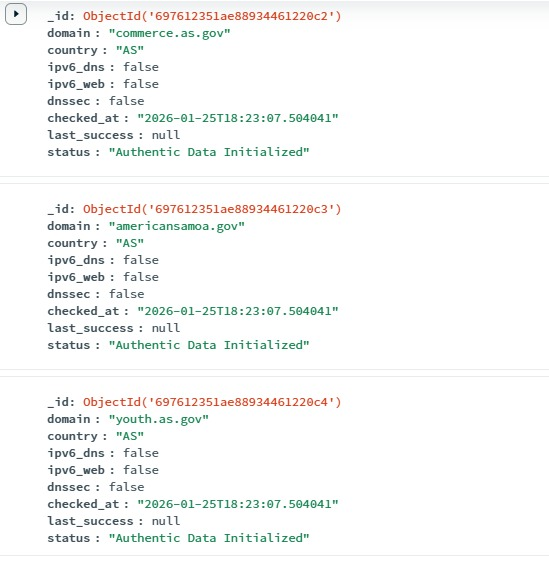 _id: ObjectId('697612351ae88934461220c2')
domain : "commerce.as.gov"
country : "AS"
ipv6_dns : false
ipv6_web : false
dnssec : false
checked_at : "2026-01-25T18:23:07.504041"
last_success : null
status : "Authentic Data Initialized"
_id: ObjectId('697612351ae88934461220c3')
domain : "americansamoa.gov"
country : "AS"
ipv6_dns : false
ipv6_web : false
dnssec : false
checked_at : "2026-01-25T18:23:07.504041"
last_success : null
status : "Authentic Data Initialized"
_id: ObjectId('697612351ae88934461220c4')
domain : "youth.as.gov"
country : "AS"
ipv6_dns : false
ipv6_web : false
dnssec : false
checked_at : "2026-01-25T18:23:07.504041"
last_success : null
status : "Authentic Data Initialized"